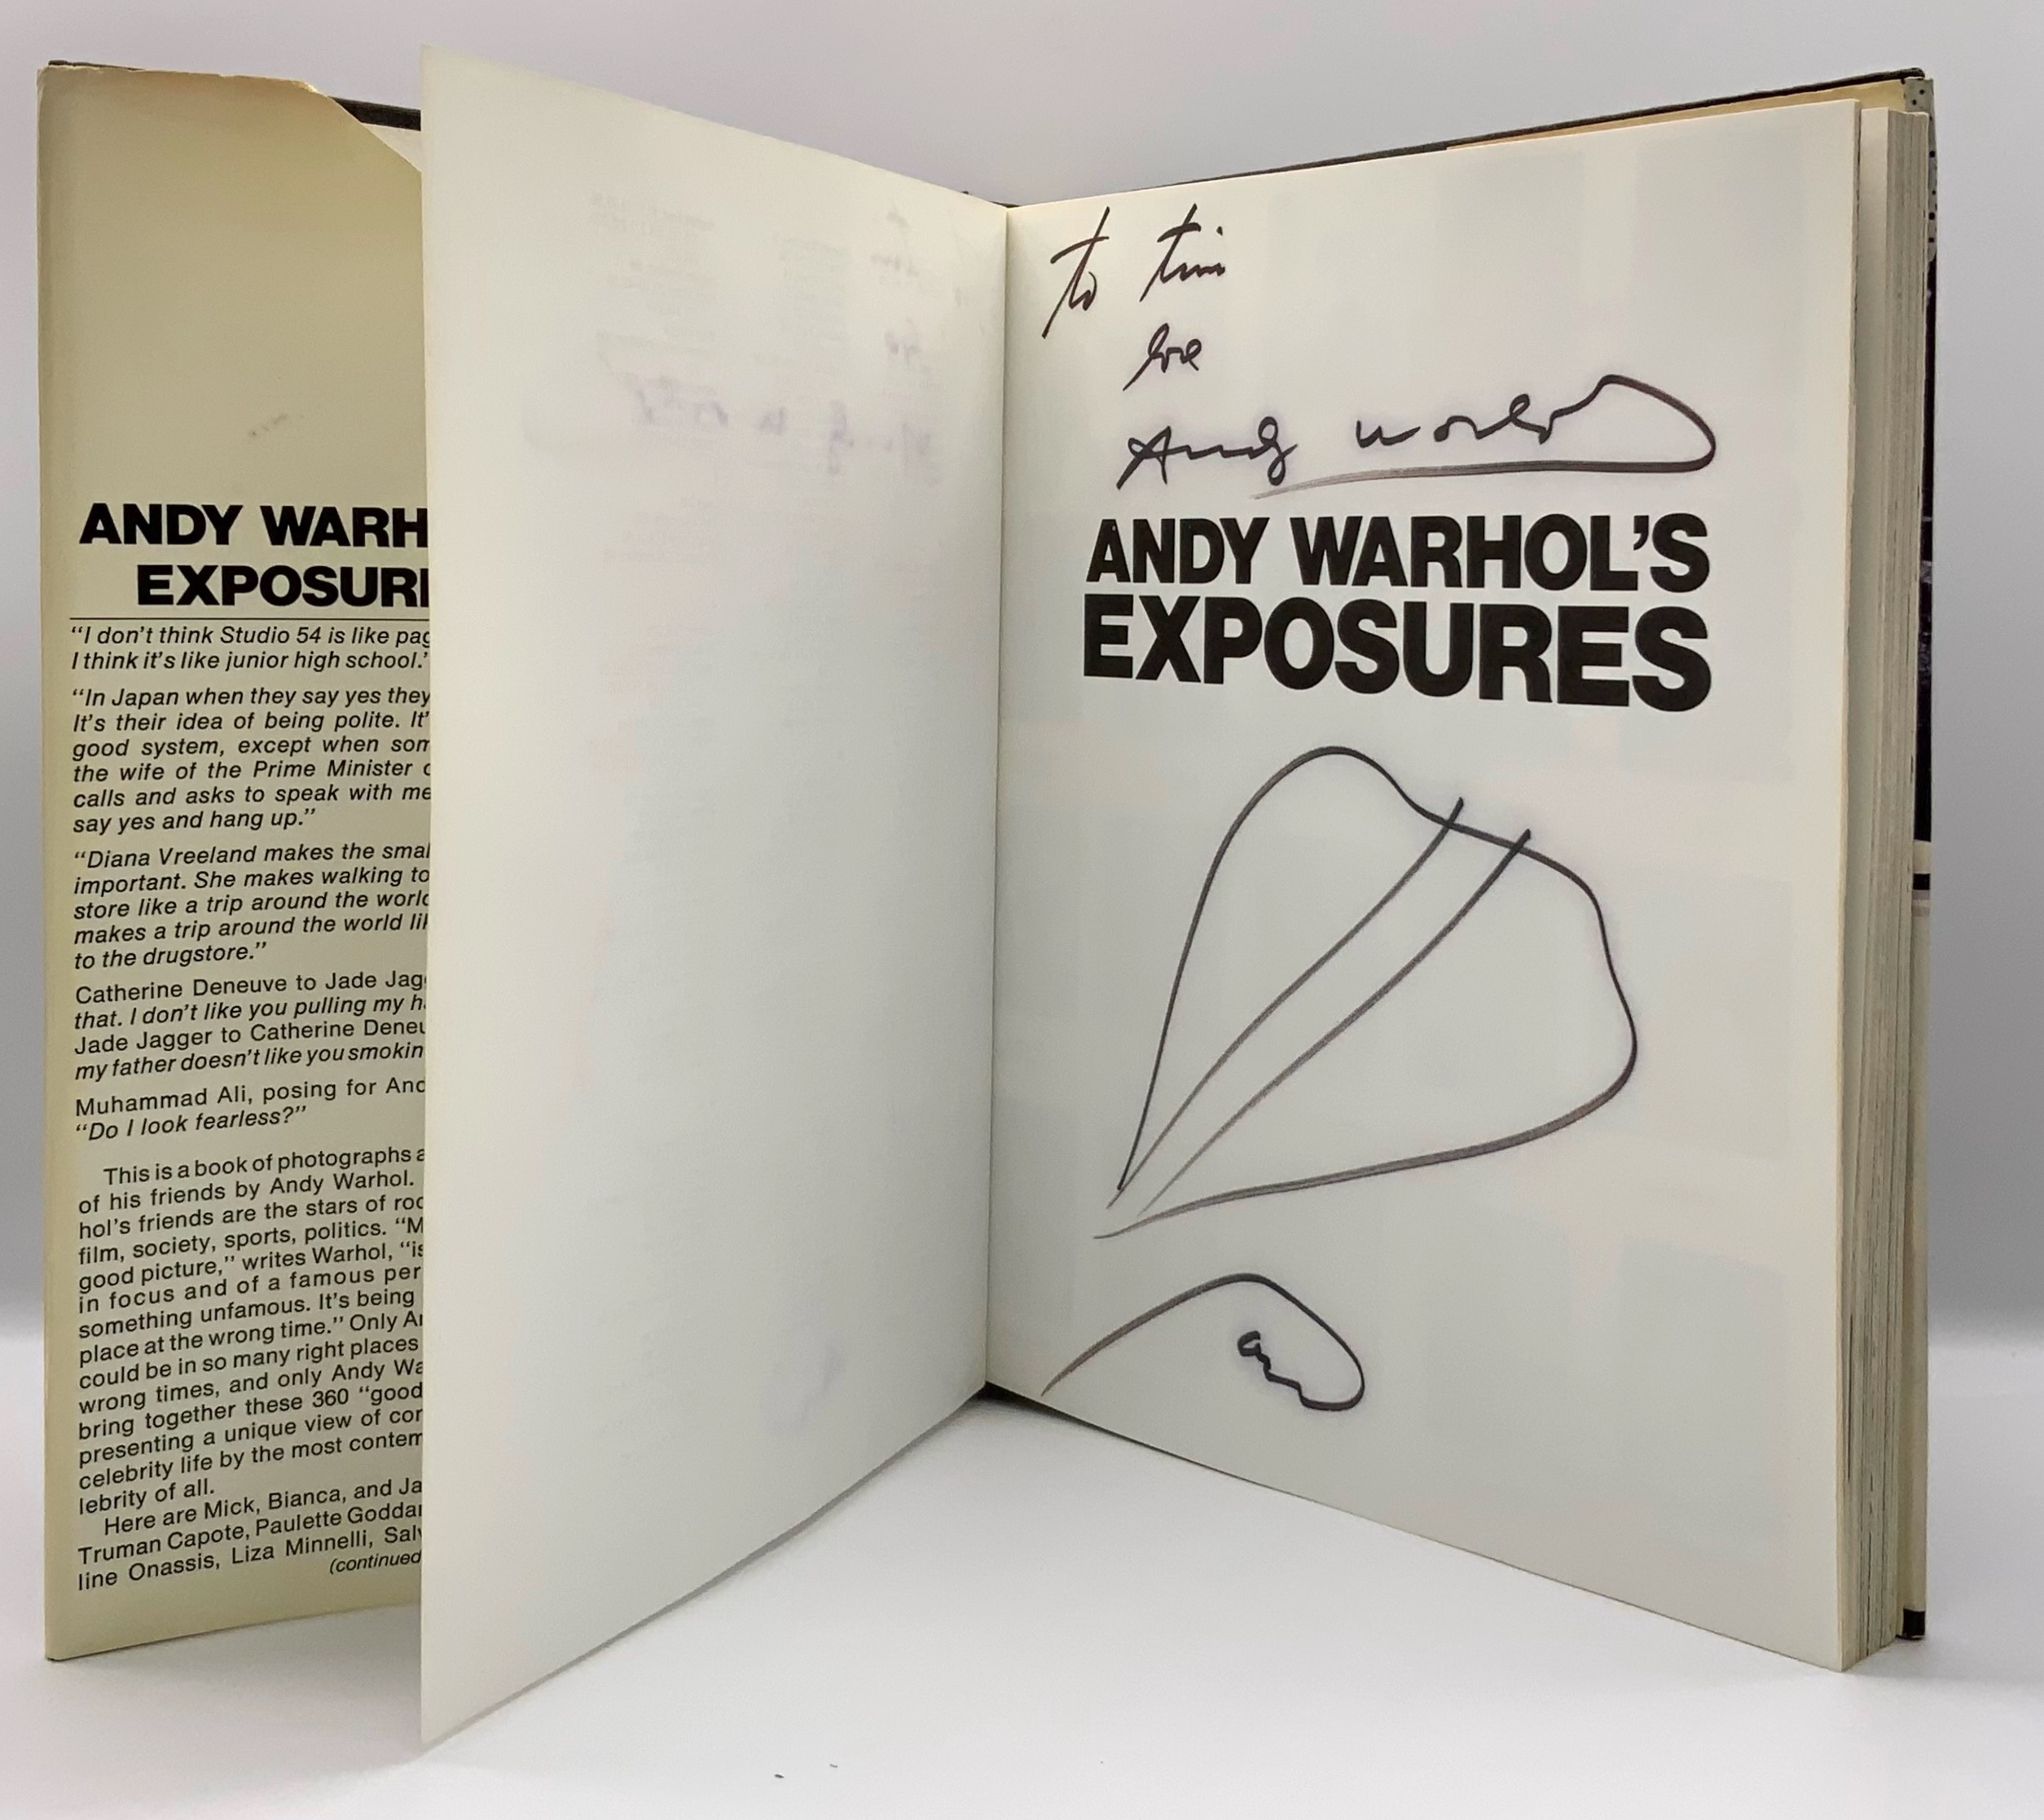 ANDY WARH
EXPOSUR
"I don't think Studio 54 is like pag
I think it's like junior high school."
"In Japan when they say yes they
It's their idea of being polite. It'
good system, except when som
the wife of the Prime Minister o
calls and asks to speak with me
say yes and hang up."
"Diana Vreeland makes the smal
important. She makes walking to
store like a trip around the world
makes a trip around the world lik
to the drugstore."
Catherine Deneuve to Jade Jag
that. I don't like you pulling my h
Jade Jagger to Catherine Deneu
my father doesn't like you smokin
Muhammad Ali, posing for And
"Do I look fearless?"
This is a book of photographs a
of his friends by Andy Warhol.
hol's friends are the stars of roc
film, society, sports, politics. "M
good picture," writes Warhol, "is
in focus and of a famous per
something unfamous. It's being
place at the wrong time." Only An
could be in so many right places
wrong times, and only Andy Wa
bring together these 360 "good
presenting a unique view of con
celebrity life by the most contem
lebrity of all.
Here are Mick, Bianca, and Ja
Truman Capote, Paulette Goddar
line Onassis, Liza Minnelli, Salv
(continued
to tim
love
Andy Warhol
ANDY WARHOL'S
EXPOSURES